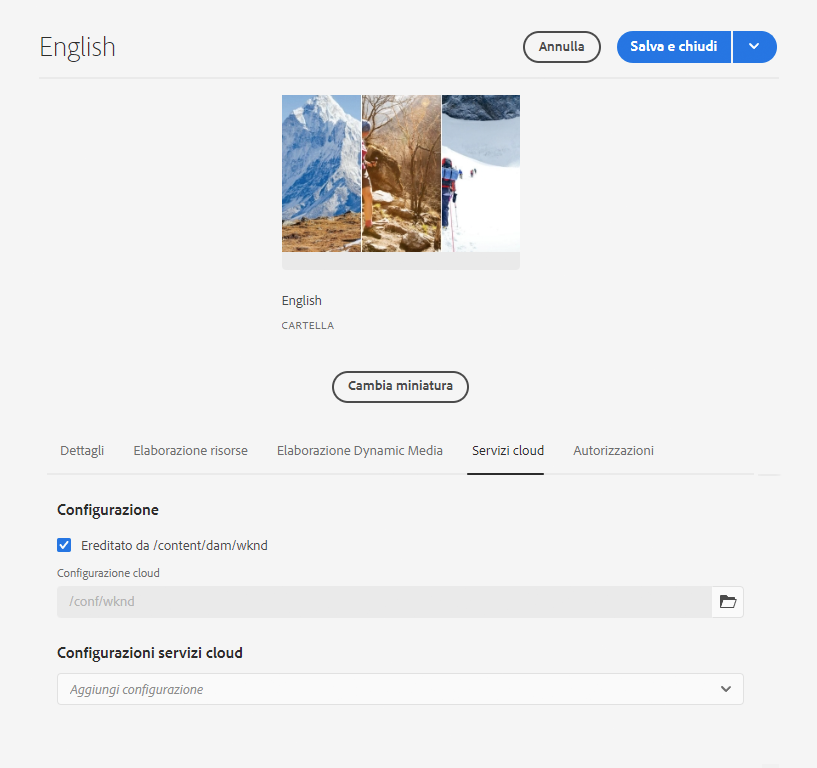 English
Annulla
Salva e chiudi
English
CARTELLA
Cambia miniatura
Dettagli
Elaborazione risorse
Elaborazione Dynamic Media
Servizi cloud
Autorizzazioni
Configurazione
Ereditato da /content/dam/wknd
Configurazione cloud
/conf/wknd
Configurazioni servizi cloud
Aggiungi configurazione